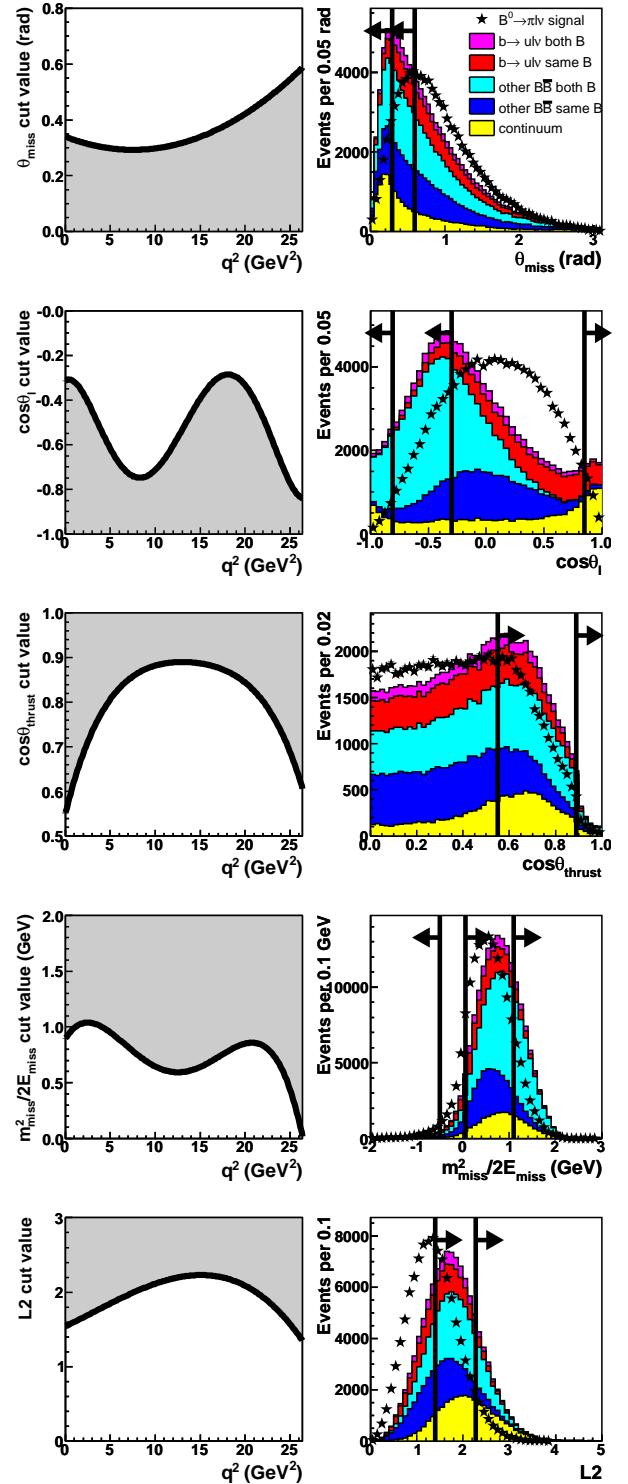 θmiss cut value (rad)
0.8
0.6
0.4
0.2
0.0
0 5 10 15 20 25
q² (GeV²)
Events per 0.05 rad
4000
2000
0
0 1 2 3
θmiss (rad)
B⁰→πlν signal
b→ ulν both B
b→ ulν same B
other BB̅ both B
other BB̅ same B
continuum
cosθl cut value
-0.0
-0.2
-0.4
-0.6
-0.8
-1.0
0 5 10 15 20 25
q² (GeV²)
Events per 0.05
4000
2000
0
-1.0 -0.5 0.0 0.5 1.0
cosθl
cosθthrust cut value
1.0
0.9
0.8
0.7
0.6
0.5
0 5 10 15 20 25
q² (GeV²)
Events per 0.02
2000
1500
1000
500
0
0.0 0.2 0.4 0.6 0.8 1.0
cosθthrust
m²miss/2Emiss cut value (GeV)
2.0
1.5
1.0
0.5
0.0
0 5 10 15 20 25
q² (GeV²)
Events per 0.1 GeV
10000
5000
0
-2 -1 0 1 2 3
m²miss/2Emiss (GeV)
L2 cut value
3
2
1
0
0 5 10 15 20 25
q² (GeV²)
Events per 0.1
8000
6000
4000
2000
0
0 1 2 3 4 5
L2